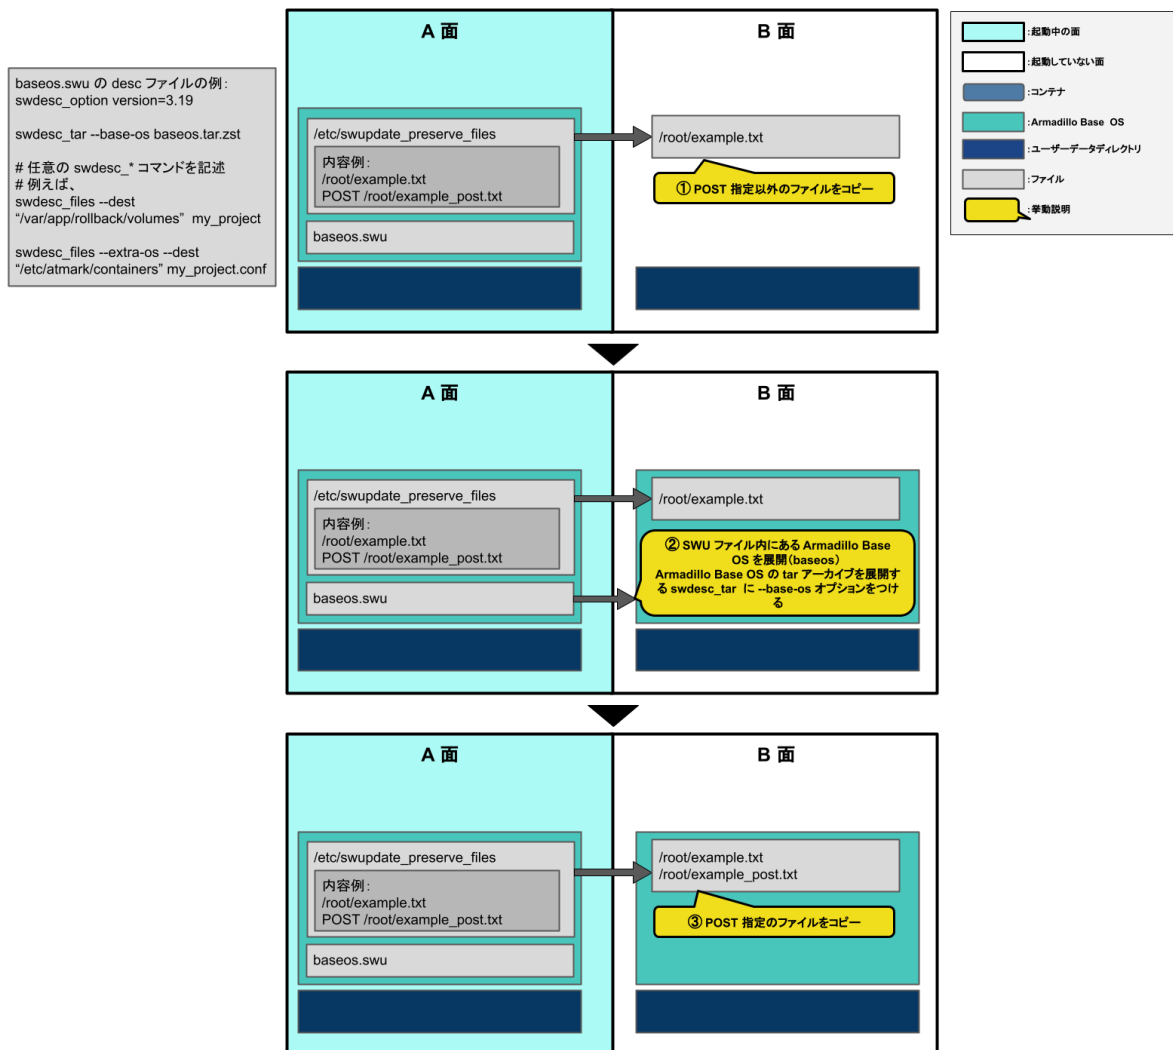 baseos.swu の desc ファイルの例:
swdesc_option version=3.19
swdesc_tar --base-os baseos.tar.zst
# 任意の swdesc_* コマンドを記述
# 例えば、
swdesc_files --dest
“/var/app/rollback/volumes” my_project
swdesc_files --extra-os --dest
“/etc/atmark/containers” my_project.conf
A 面
B 面
/etc/swupdate_preserve_files
内容例:
/root/example.txt
POST /root/example_post.txt
baseos.swu
/root/example.txt
① POST 指定以外のファイルをコピー
:起動中の面
:起動していない面
:コンテナ
:Armadillo Base OS
:ユーザーデータディレクトリ
:ファイル
:挙動説明
A 面
B 面
/etc/swupdate_preserve_files
内容例:
/root/example.txt
POST /root/example_post.txt
baseos.swu
/root/example.txt
② SWU ファイル内にある Armadillo Base
OS を展開(baseos)
Armadillo Base OS の tar アーカイブを展開す
る swdesc_tar に --base-os オプションをつけ
る
A 面
B 面
/etc/swupdate_preserve_files
内容例:
/root/example.txt
POST /root/example_post.txt
baseos.swu
/root/example.txt
/root/example_post.txt
③ POST 指定のファイルをコピー